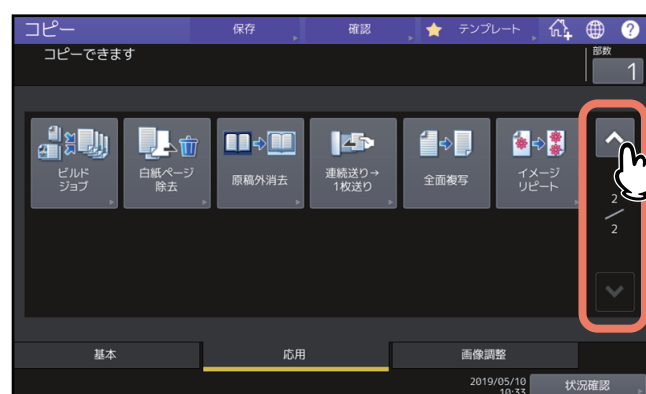 コピー
保存
確認
テンプレート
?
コピーできます
部数
1
ビルド
ジョブ
白紙ページ
除去
原稿外消去
連続送り→
1枚送り
全面複写
イメージ
リピート
2
2
基本
応用
画像調整
2019/05/10
10:33
状況確認